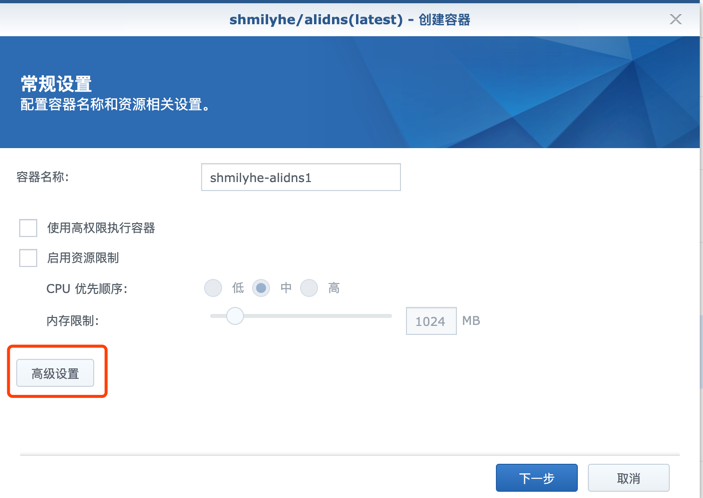 shmilyhe/alidns(latest) - 创建容器
常规设置
配置容器名称和资源相关设置。
容器名称: shmilyhe-alidns1
使用高权限执行容器
启用资源限制
CPU 优先顺序: 低 中 高
内存限制: 1024 MB
高级设置
下一步 取消